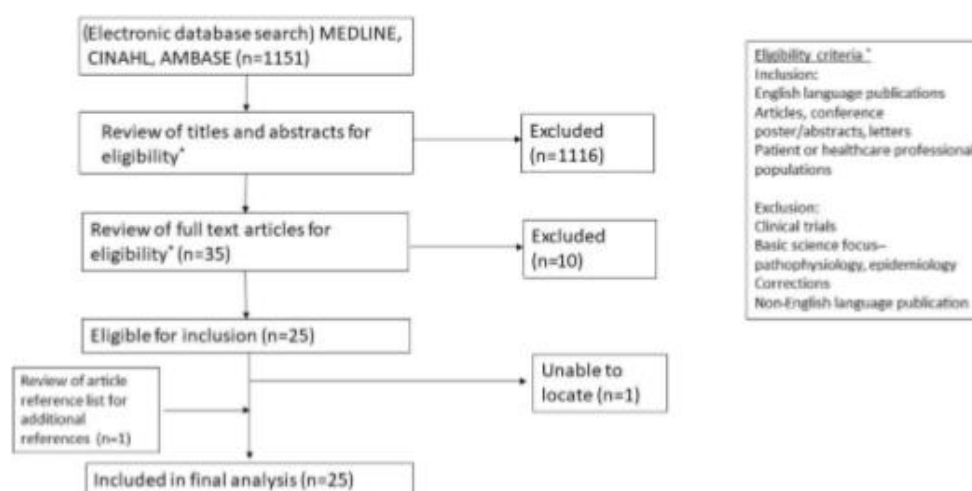 (Electronic database search) MEDLINE,
CINAHL, AMBASE (n=1151)
Review of titles and abstracts for
eligibility*
Excluded
(n=1116)
Review of full text articles for
eligibility* (n=35)
Excluded
(n=10)
Eligible for inclusion (n=25)
Unable to
locate (n=1)
Review of article
reference list for
additional
references (n=1)
Included in final analysis (n=25)
Eligibility criteria *
Inclusion:
English language publications
Articles, conference
poster/abstracts, letters
Patient or healthcare professional
populations
Exclusion:
Clinical trials
Basic science focus–
pathophysiology, epidemiology
Corrections
Non-English language publication